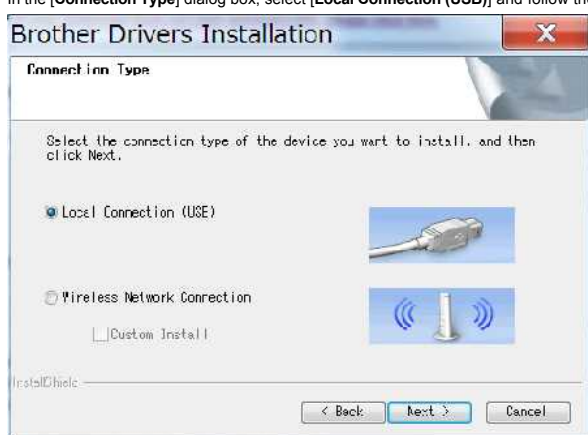 In the [Connection Type] dialog box, select [Local Connection (USB)] and follow the
Brother Drivers Installation
Connection Type
Select the connection type of the device you want to install, and then
click Next.
Local Connection (USB)
Wireless Network Connection
Custom Install
InstallShield
< Back Next > Cancel